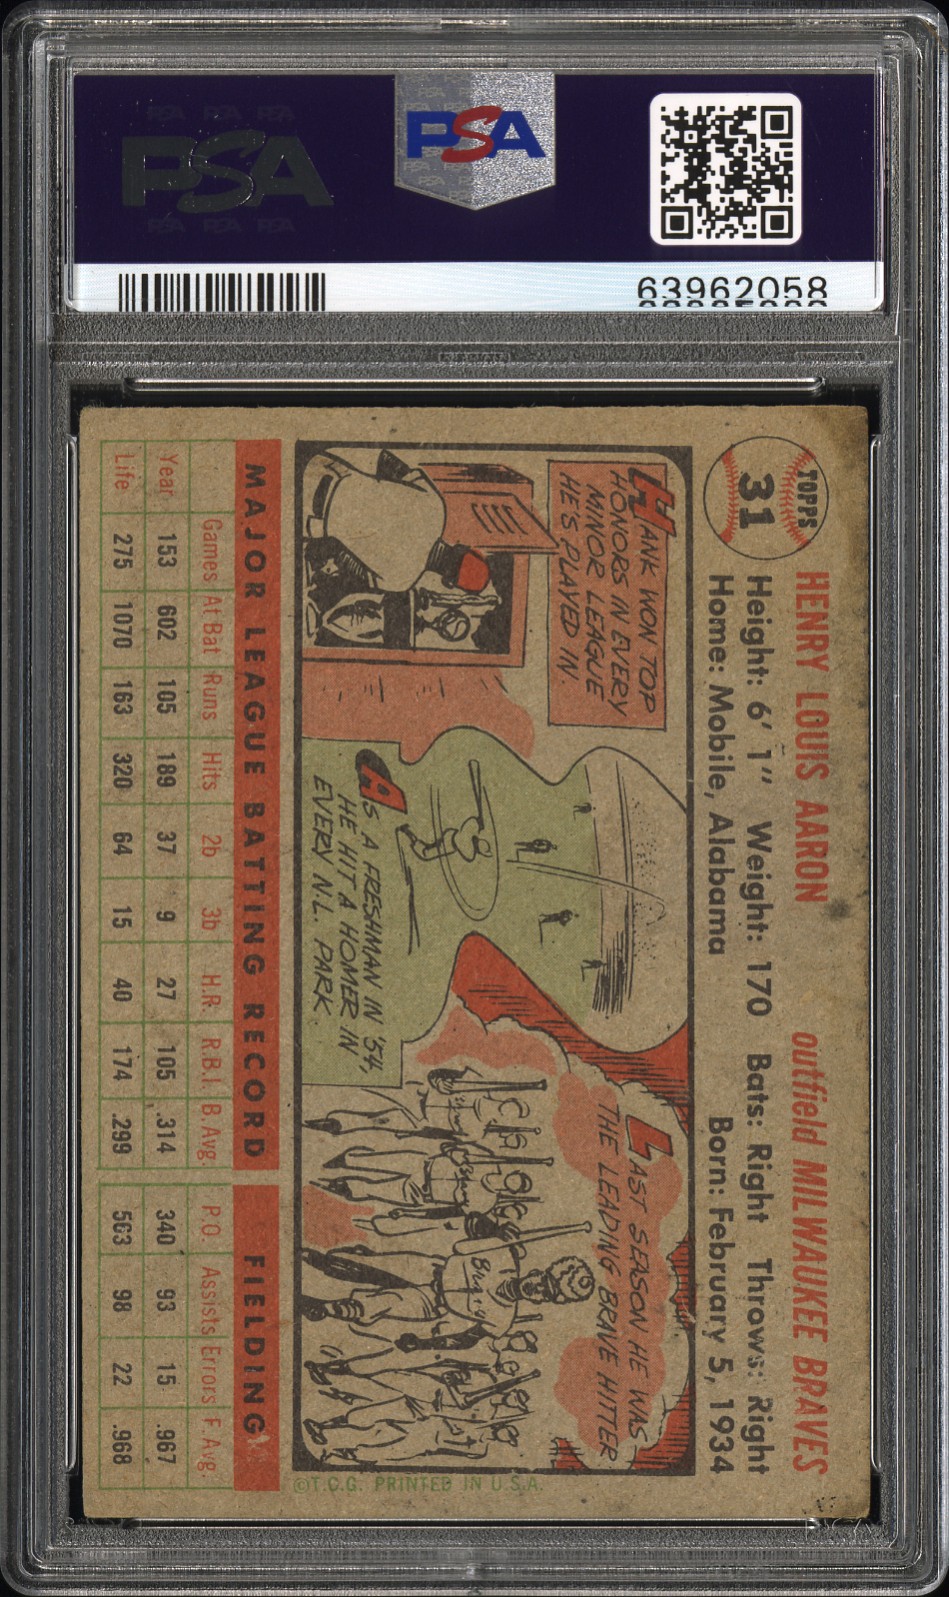 PSA
PSA
63962058
TOPPS
31
HENRY LOUIS AARON outfield MILWAUKEE BRAVES
Height: 6' 1" Weight: 170 Bats: Right Throws: Right
Home: Mobile, Alabama Born: February 5, 1934
HANK WON TOP
HONORS IN EVERY
MINOR LEAGUE
HE'S PLAYED IN.
AS A FRESHMAN IN '54,
HE HIT A HOMER IN
EVERY N.L. PARK.
LAST SEASON HE WAS
THE LEADING BRAVE HITTER
Braves
©T.C.G. PRINTED IN U.S.A.
MAJOR LEAGUE BATTING RECORD FIELDING
Games At Bat Runs Hits 2b 3b H.R. R.B.I. B.Avg. P.O. Assists Errors F.Avg.
Year 153 602 105 189 37 9 27 105 .314 340 93 15 .967
Life 275 1070 163 320 64 15 40 174 .299 563 98 22 .968